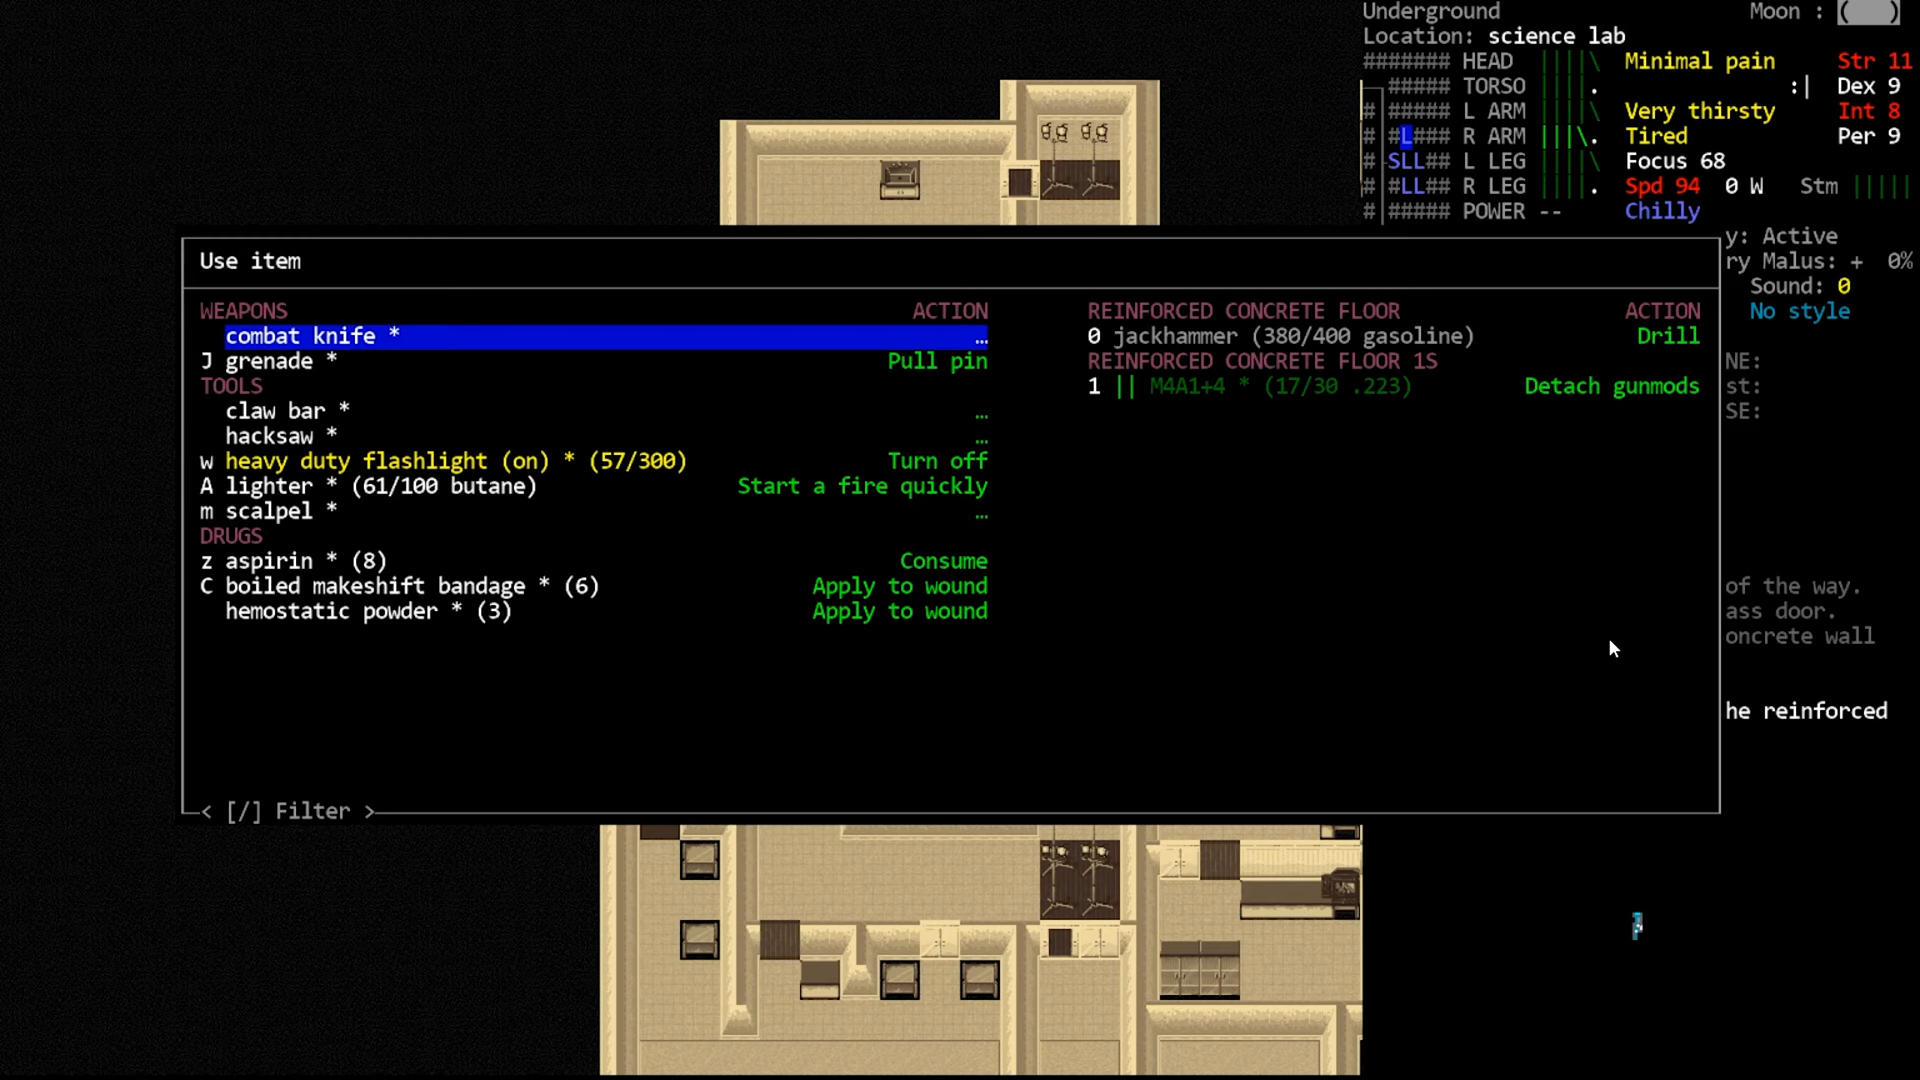 Underground Moon : (   )
Location: science lab
####### HEAD ||||\ Minimal pain Str 11
##### TORSO ||||. :| Dex 9
# ##### L ARM ||||\ Very thirsty Int 8
# #L### R ARM |||\. Tired Per 9
# SLL## L LEG ||||\ Focus 68
# #LL## R LEG ||||. Spd 94 0 W Stm |||||
# ##### POWER -- Chilly
y: Active
ry Malus: + 0%
Sound: 0
No style
NE:
st:
SE:
of the way.
ass door.
oncrete wall
he reinforced
Use item
WEAPONS ACTION
combat knife * …
J grenade * Pull pin
TOOLS
claw bar * …
hacksaw * …
w heavy duty flashlight (on) * (57/300) Turn off
A lighter * (61/100 butane) Start a fire quickly
m scalpel * …
DRUGS
z aspirin * (8) Consume
C boiled makeshift bandage * (6) Apply to wound
hemostatic powder * (3) Apply to wound
REINFORCED CONCRETE FLOOR ACTION
0 jackhammer (380/400 gasoline) Drill
REINFORCED CONCRETE FLOOR 1S
1 || M4A1+4 * (17/30 .223) Detach gunmods
< [/] Filter >